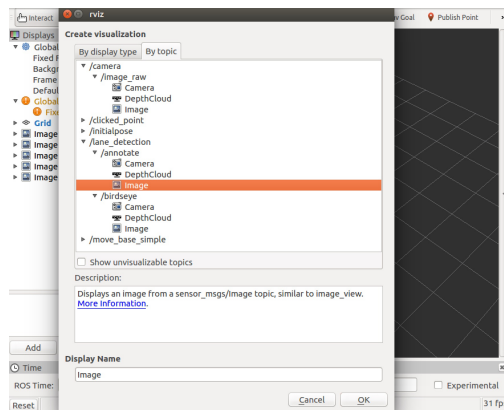 Interact
rviz
v Goal
Publish Point
Displays
Create visualization
Global
Fixed F
Backgr
Frame
Defaul
Global
Fixe
Grid
Image
Image
Image
Image
Image
By display type
By topic
/camera
/image_raw
Camera
DepthCloud
Image
/clicked_point
/initialpose
/lane_detection
/annotate
Camera
DepthCloud
Image
/birdseye
Camera
DepthCloud
Image
/move_base_simple
Show unvisualizable topics
Description:
Displays an image from a sensor_msgs/Image topic, similar to image_view.
More Information.
Add
Display Name
Time
Image
ROS Time:
Experimental
Cancel
OK
Reset
31 fp